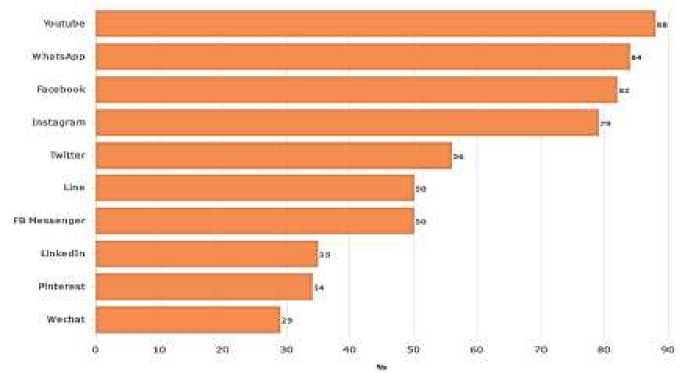 Youtube 88
WhatsApp 84
Facebook 82
Instagram 79
Twitter 56
Line 50
FB Messenger 50
LinkedIn 35
Pinterest 34
Wechat 29
0 10 20 30 40 50 60 70 80 90
%